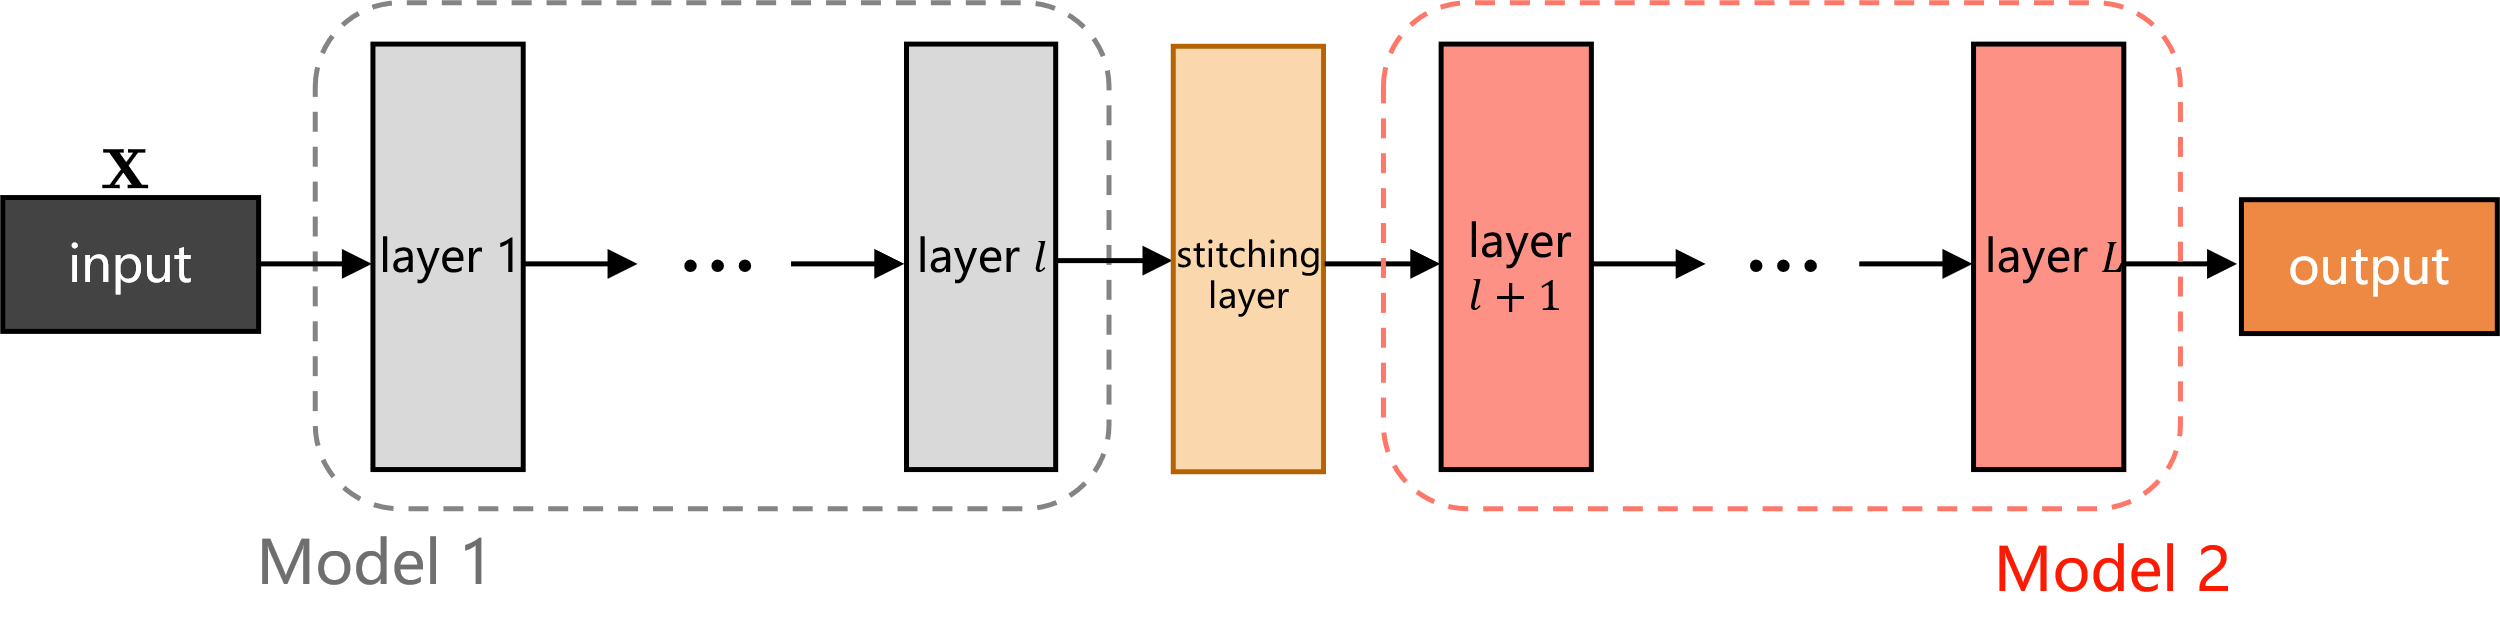 x
input
layer 1
...
layer l
stitching
layer
layer
l + 1
...
layer L
output
Model 1
Model 2